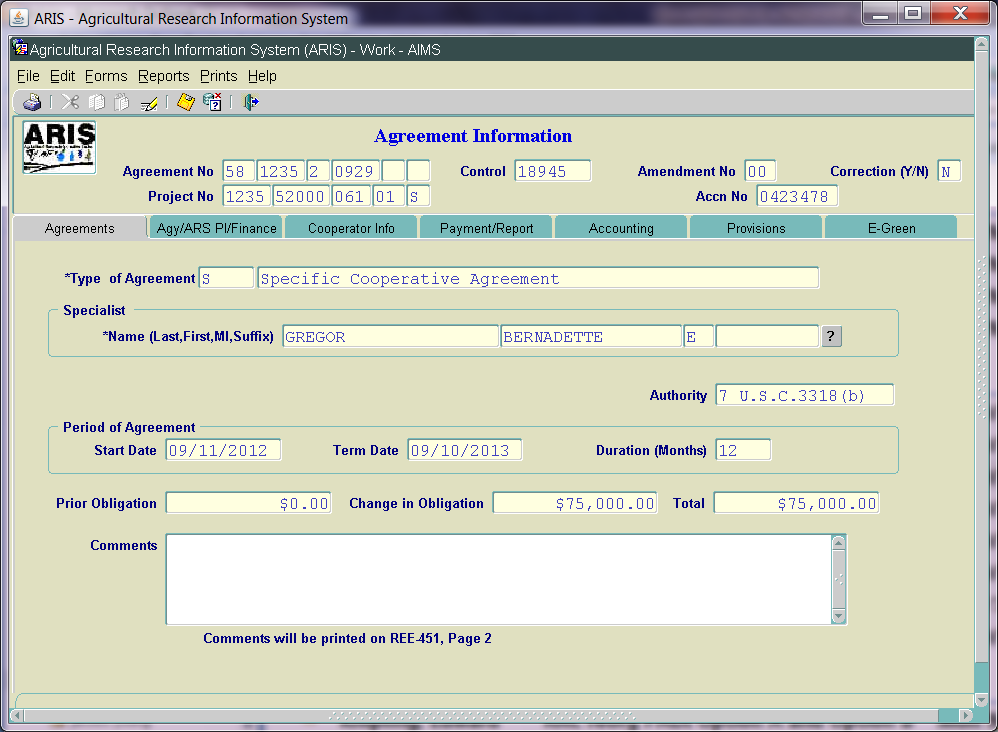 ARIS - Agricultural Research Information System
Agricultural Research Information System (ARIS) - Work - AIMS
File Edit Forms Reports Prints Help
ARIS
Agreement Information
Agreement No 58 1235 2 0929 Control 18945 Amendment No 00 Correction (Y/N) N
Project No 1235 52000 061 01 S Accn No 0423478
Agreements Agy/ARS PI/Finance Cooperator Info Payment/Report Accounting Provisions E-Green
*Type of Agreement S Specific Cooperative Agreement
Specialist
*Name (Last,First,MI,Suffix) GREGOR BERNADETTE E ?
Authority 7 U.S.C.3318(b)
Period of Agreement
Start Date 09/11/2012 Term Date 09/10/2013 Duration (Months) 12
Prior Obligation $0.00 Change in Obligation $75,000.00 Total $75,000.00
Comments
Comments will be printed on REE-451, Page 2